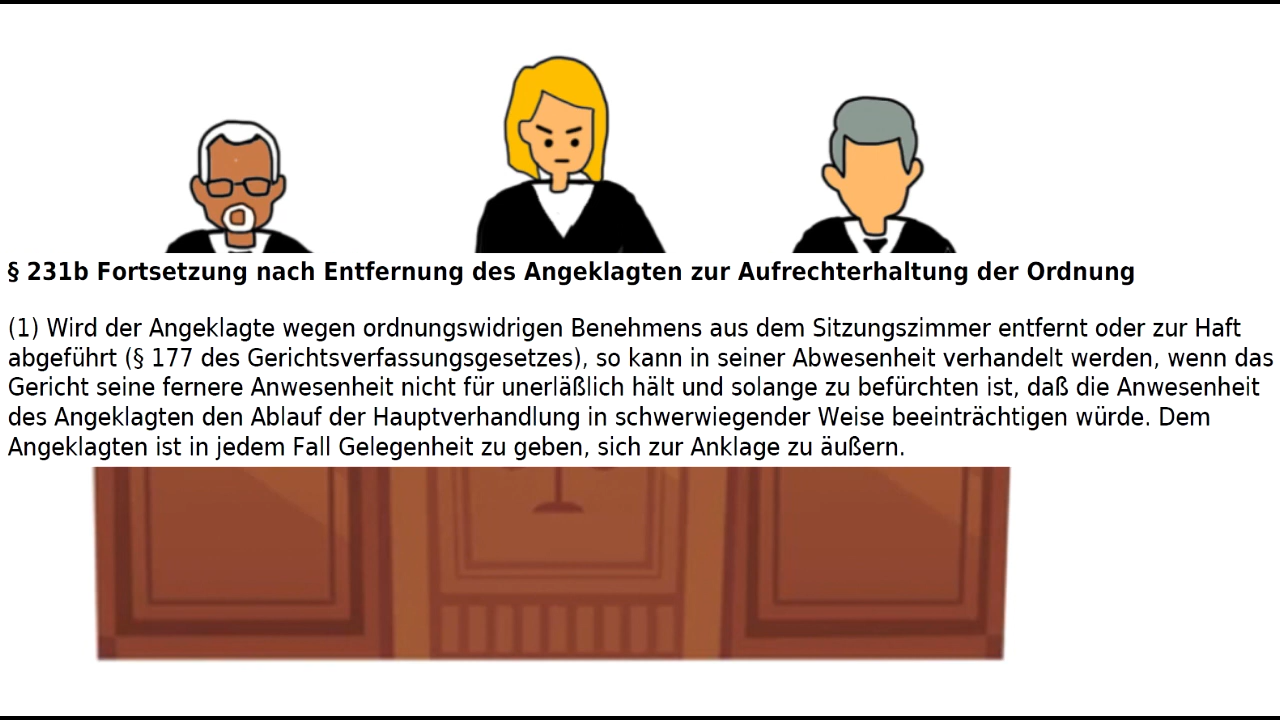 § 231b Fortsetzung nach Entfernung des Angeklagten zur Aufrechterhaltung der Ordnung
(1) Wird der Angeklagte wegen ordnungswidrigen Benehmens aus dem Sitzungszimmer entfernt oder zur Haft
abgeführt (§ 177 des Gerichtsverfassungsgesetzes), so kann in seiner Abwesenheit verhandelt werden, wenn das
Gericht seine fernere Anwesenheit nicht für unerläßlich hält und solange zu befürchten ist, daß die Anwesenheit
des Angeklagten den Ablauf der Hauptverhandlung in schwerwiegender Weise beeinträchtigen würde. Dem
Angeklagten ist in jedem Fall Gelegenheit zu geben, sich zur Anklage zu äußern.